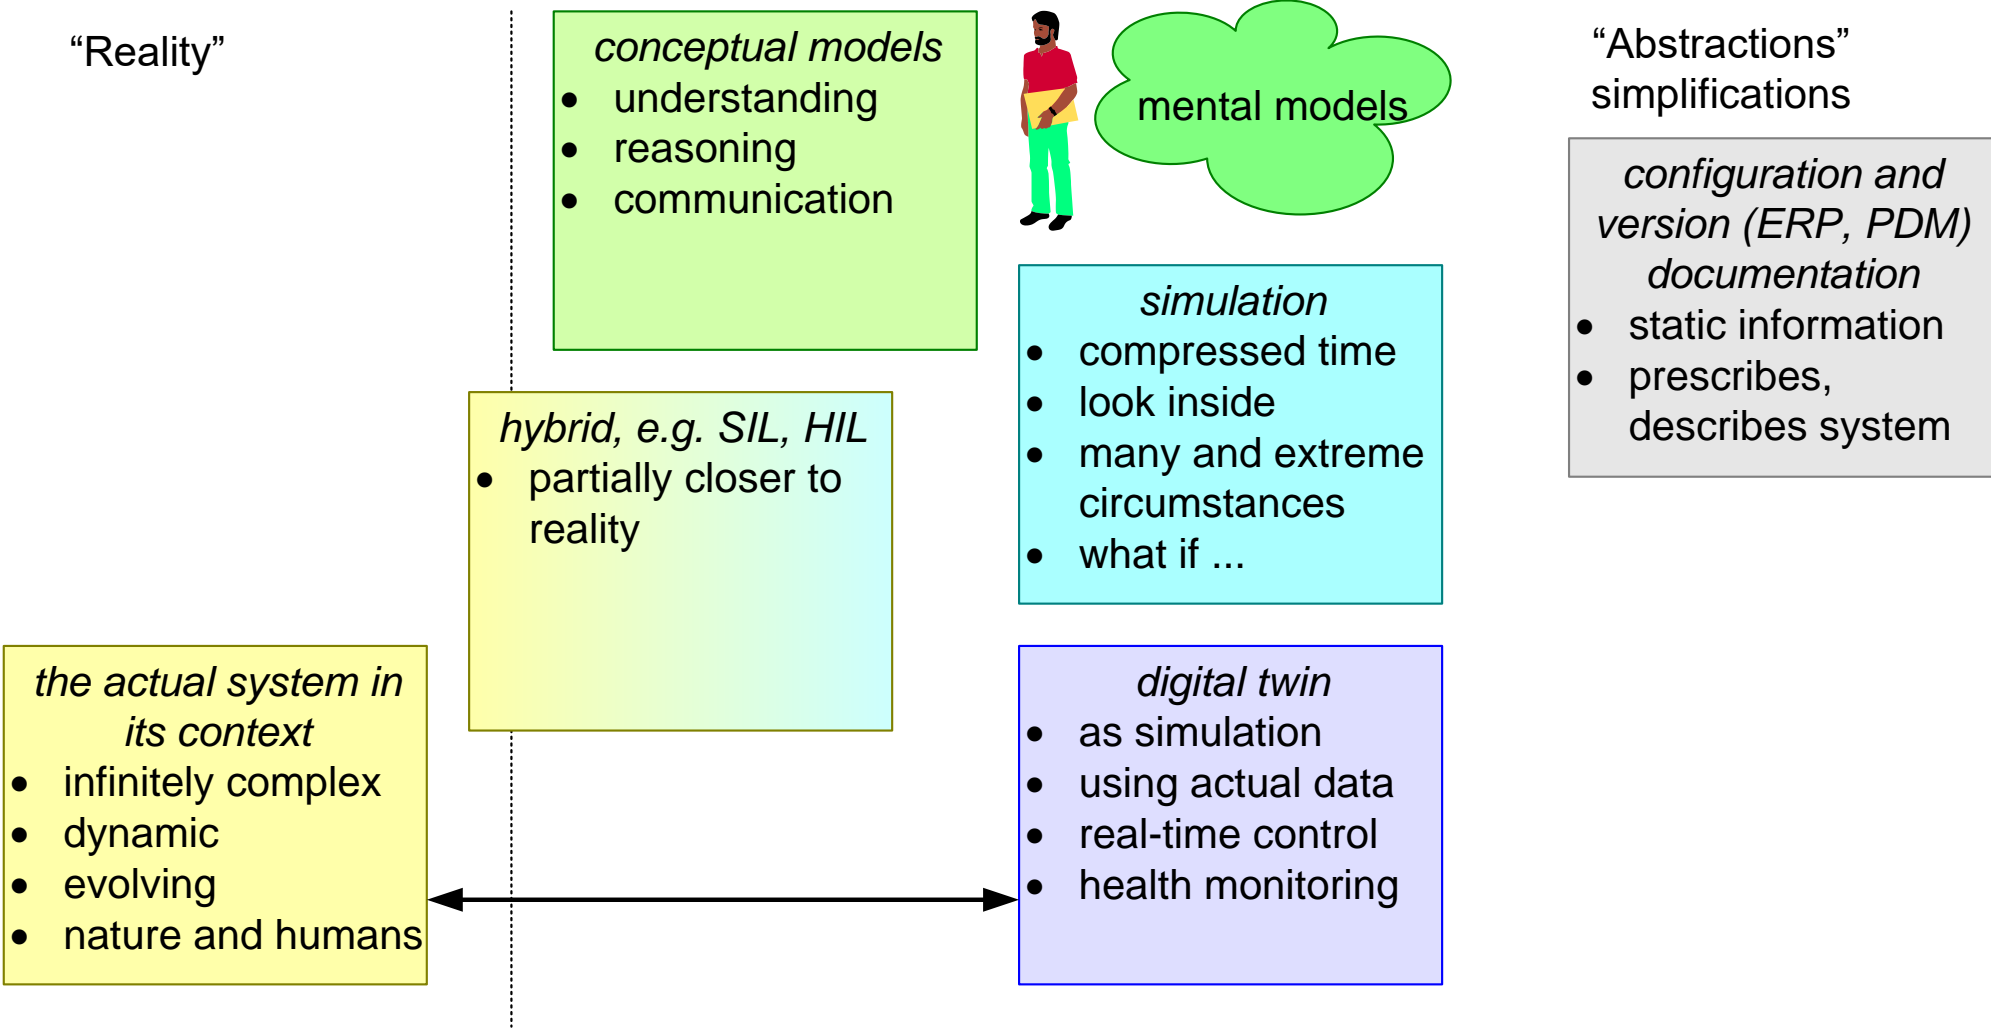 “Reality”
conceptual models
• understanding
• reasoning
• communication
mental models
“Abstractions”
simplifications
configuration and
version (ERP, PDM)
documentation
• static information
• prescribes,
describes system
simulation
• compressed time
• look inside
• many and extreme
circumstances
• what if ...
hybrid, e.g. SIL, HIL
• partially closer to
reality
the actual system in
its context
• infinitely complex
• dynamic
• evolving
• nature and humans
digital twin
• as simulation
• using actual data
• real-time control
• health monitoring